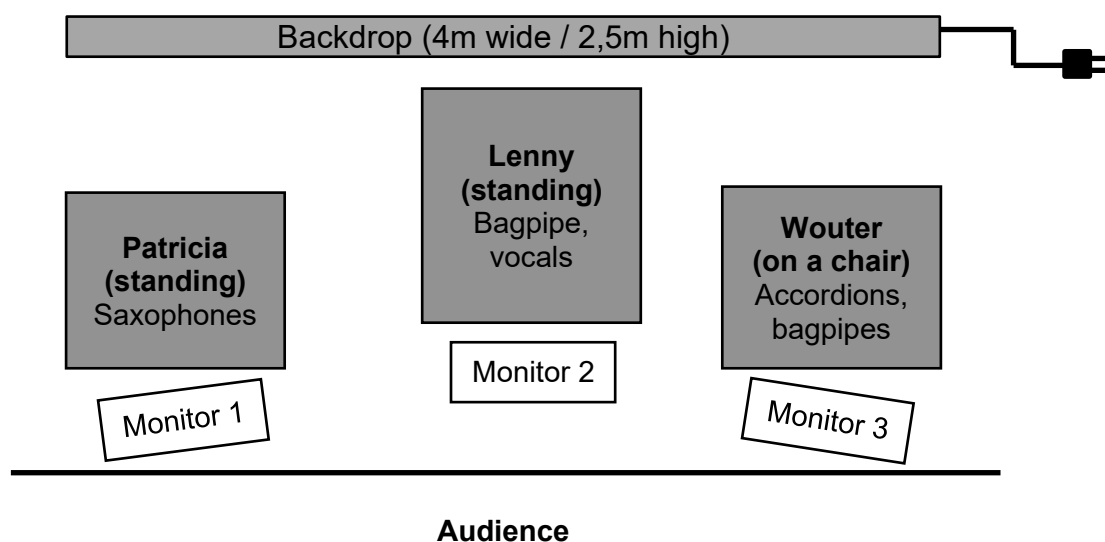 Backdrop (4m wide / 2,5m high)
Lenny
(standing)
Bagpipe,
vocals
Patricia
(standing)
Saxophones
Wouter
(on a chair)
Accordions,
bagpipes
Monitor 1
Monitor 2
Monitor 3
Audience